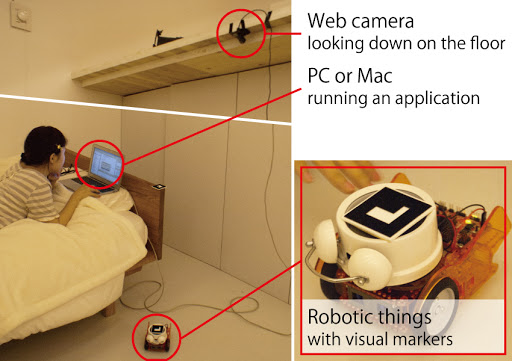 Web camera
looking down on the floor
PC or Mac
running an application
Robotic things
with visual markers